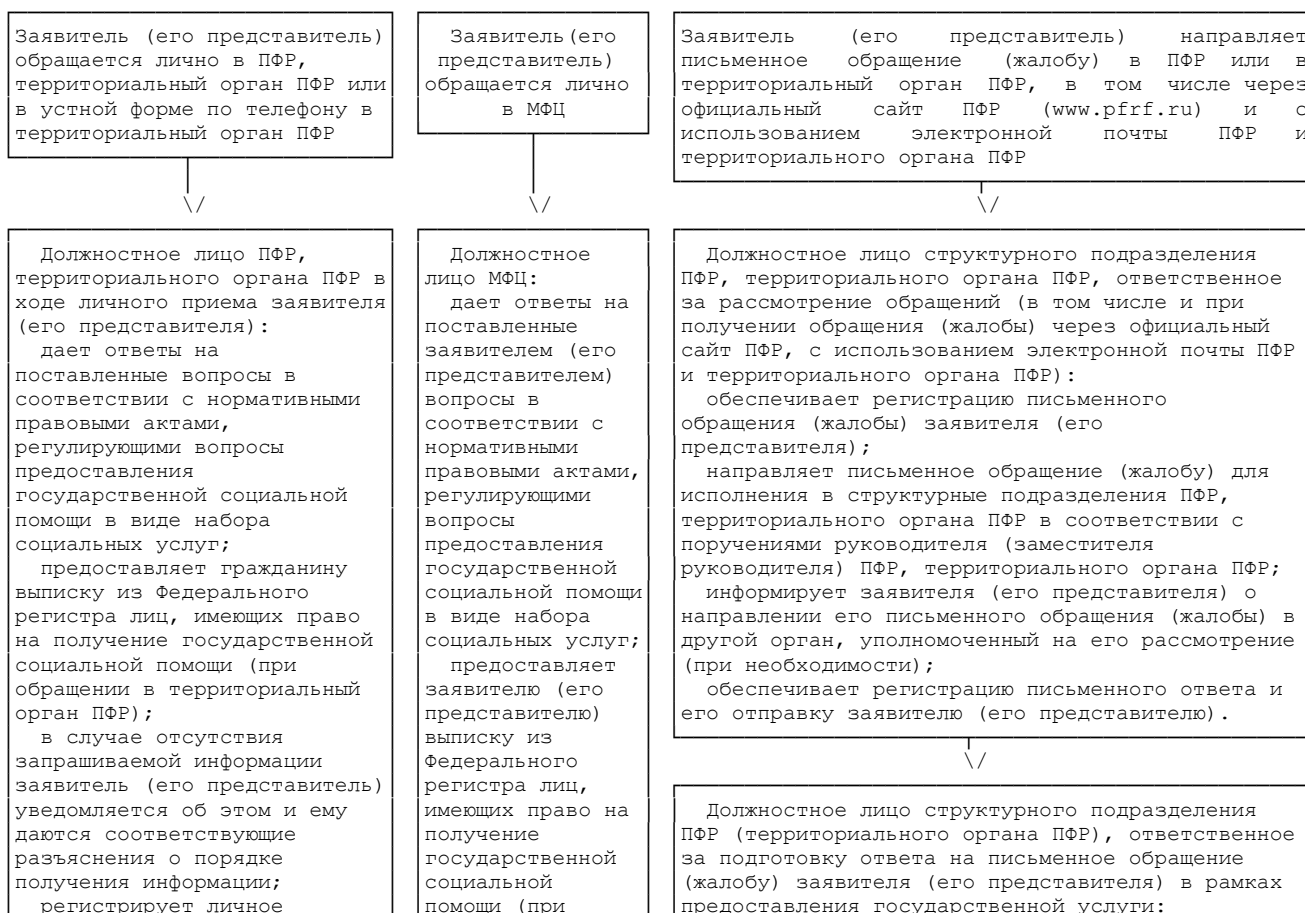 Заявитель (его представитель)
обращается лично в ПФР,
территориальный орган ПФР или
в устной форме по телефону в
территориальный орган ПФР
Заявитель(его
представитель)
обращается лично
в МФЦ
Заявитель (его представитель) направляет
письменное обращение (жалобу) в ПФР или в
территориальный орган ПФР, в том числе через
официальный сайт ПФР (www.pfrf.ru) и с
использованием электронной почты ПФР и
территориального органа ПФР
\/
\/
\/
Должностное лицо ПФР,
территориального органа ПФР в
ходе личного приема заявителя
(его представителя):
дает ответы на
поставленные вопросы в
соответствии с нормативными
правовыми актами,
регулирующими вопросы
предоставления
государственной социальной
помощи в виде набора
социальных услуг;
предоставляет гражданину
выписку из Федерального
регистра лиц, имеющих право
на получение государственной
социальной помощи (при
обращении в территориальный
орган ПФР);
в случае отсутствия
запрашиваемой информации
заявитель (его представитель)
уведомляется об этом и ему
даются соответствующие
разъяснения о порядке
получения информации;
регистрирует личное
Должностное
лицо МФЦ:
дает ответы на
поставленные
заявителем (его
представителем)
вопросы в
соответствии с
нормативными
правовыми актами,
регулирующими
вопросы
предоставления
государственной
социальной помощи
в виде набора
социальных услуг;
предоставляет
заявителю (его
представителю)
выписку из
Федерального
регистра лиц,
имеющих право на
получение
государственной
социальной
помощи (при
Должностное лицо структурного подразделения
ПФР, территориального органа ПФР, ответственное
за рассмотрение обращений (в том числе и при
получении обращения (жалобы) через официальный
сайт ПФР, с использованием электронной почты ПФР
и территориального органа ПФР):
обеспечивает регистрацию письменного
обращения (жалобы) заявителя (его
представителя);
направляет письменное обращение (жалобу) для
исполнения в структурные подразделения ПФР,
территориального органа ПФР в соответствии с
поручениями руководителя (заместителя
руководителя) ПФР, территориального органа ПФР;
информирует заявителя (его представителя) о
направлении его письменного обращения (жалобы) в
другой орган, уполномоченный на его рассмотрение
(при необходимости);
обеспечивает регистрацию письменного ответа и
его отправку заявителю (его представителю).
\/
Должностное лицо структурного подразделения
ПФР (территориального органа ПФР), ответственное
за подготовку ответа на письменное обращение
(жалобу) заявителя (его представителя) в рамках
предоставления государственной услуги: